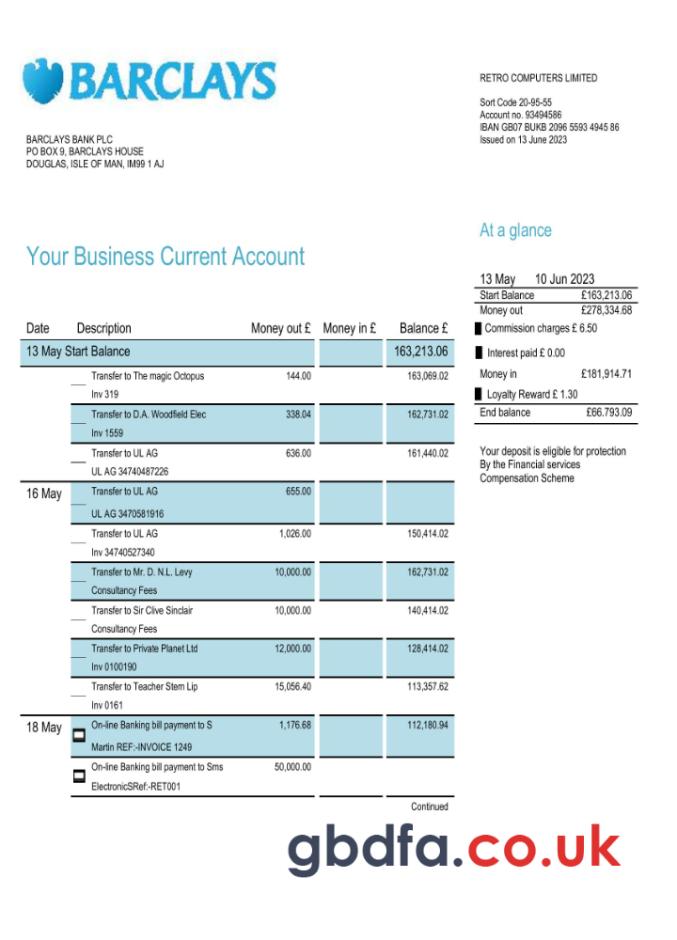 BARCLAYS
RETRO COMPUTERS LIMITED
Sort Code 20-95-55
Account no. 93494586
IBAN GB07 BUKB 2096 5593 4945 86
Issued on 13 June 2023
BARCLAYS BANK PLC
PO BOX 9, BARCLAYS HOUSE
DOUGLAS, ISLE OF MAN, IM99 1 AJ
At a glance
13 May 10 Jun 2023
Start Balance £163,213.06
Money out £278,334.68
Commission charges £ 6.50
Interest paid £ 0.00
Money in £181,914.71
Loyalty Reward £ 1.30
End balance £66.793.09
Your deposit is eligible for protection
By the Financial services
Compensation Scheme
Your Business Current Account
Date Description Money out £ Money in £ Balance £
13 May Start Balance 163,213.06
Transfer to The magic Octopus 144.00 163,069.02
Inv 319
Transfer to D.A. Woodfield Elec 338.04 162,731.02
Inv 1559
Transfer to UL AG 636.00 161,440.02
UL AG 34740487226
16 May Transfer to UL AG 655.00
UL AG 3470581916
Transfer to UL AG 1,026.00 150,414.02
Inv 34740527340
Transfer to Mr. D. N.L. Levy 10,000.00 162,731.02
Consultancy Fees
Transfer to Sir Clive Sinclair 10,000.00 140,414.02
Consultancy Fees
Transfer to Private Planet Ltd 12,000.00 128,414.02
Inv 0100190
Transfer to Teacher Stem Lip 15,056.40 113,357.62
Inv 0161
18 May On-line Banking bill payment to S 1,176.68 112,180.94
Martin REF:-INVOICE 1249
On-line Banking bill payment to Sms 50,000.00
ElectronicSRef:-RET001
Continued
gbdfa.co.uk